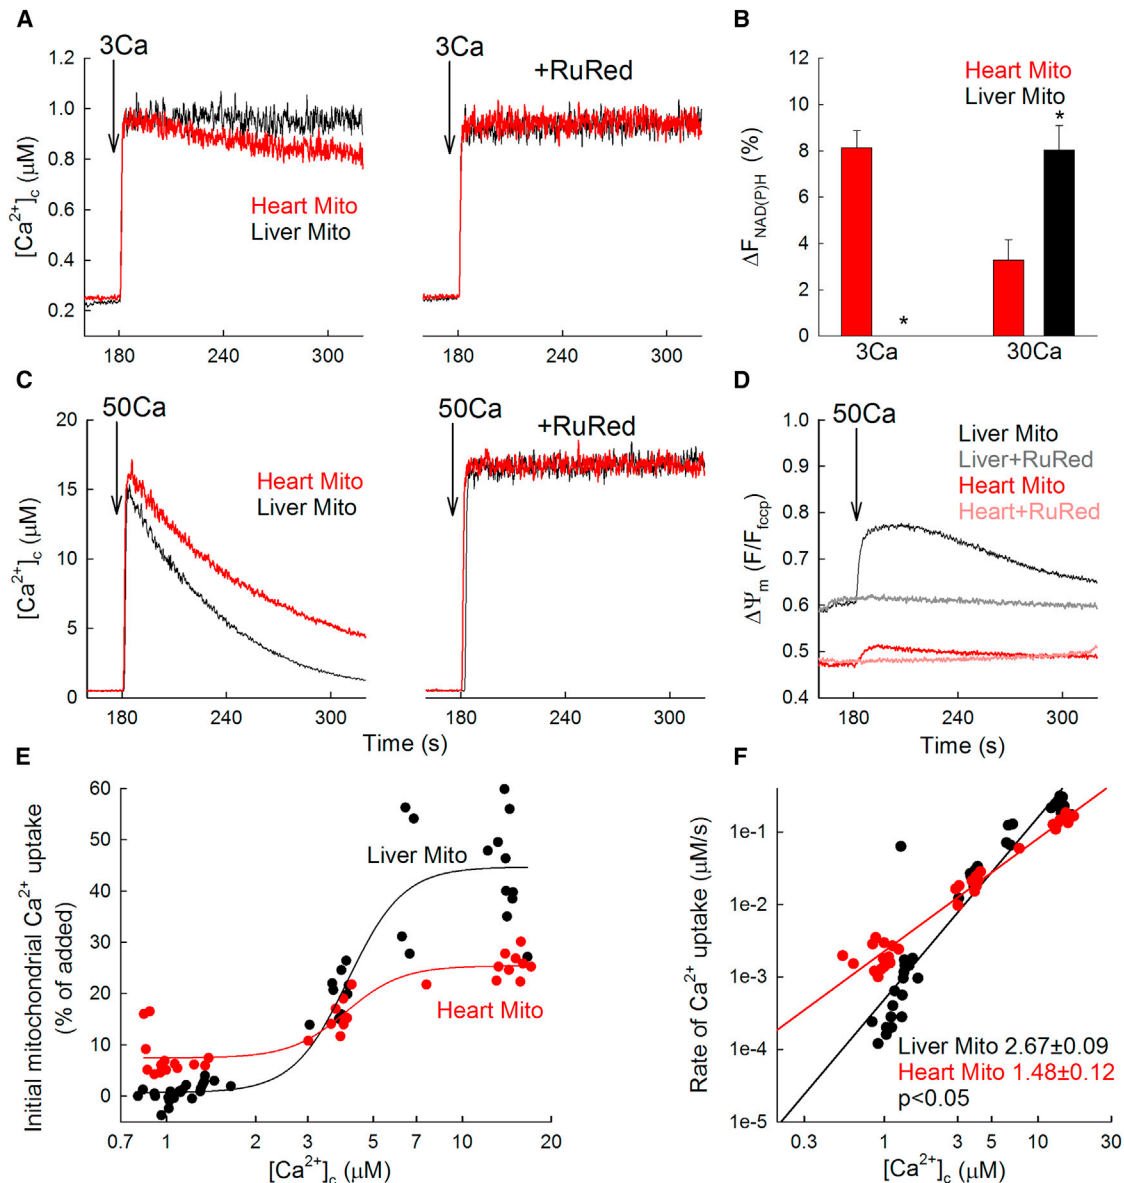 A
3Ca
3Ca
+RuRed
[Ca²⁺]c (μM)
1.2
1.0
0.8
0.6
0.4
0.2
Heart Mito
Liver Mito
180
240
300
180
240
300
B
ΔF_NAD(P)H (%)
12
10
8
6
4
2
0
Heart Mito
Liver Mito
*
*
3Ca
30Ca
C
50Ca
50Ca
+RuRed
[Ca²⁺]c (μM)
20
15
10
5
0
Heart Mito
Liver Mito
180
240
300
180
240
300
Time (s)
D
50Ca
ΔΨm (F/Ffccp)
1.0
0.9
0.8
0.7
0.6
0.5
0.4
Liver Mito
Liver+RuRed
Heart Mito
Heart+RuRed
180
240
300
Time (s)
E
Initial mitochondrial Ca²⁺ uptake
(% of added)
60
50
40
30
20
10
0
Liver Mito
Heart Mito
0.7
1
2
3
5
7
10
20
[Ca²⁺]c (μM)
F
Rate of Ca²⁺ uptake (μM/s)
1e-1
1e-2
1e-3
1e-4
1e-5
Liver Mito 2.67±0.09
Heart Mito 1.48±0.12
p<0.05
0.3
1
3
5
10
30
[Ca²⁺]c (μM)